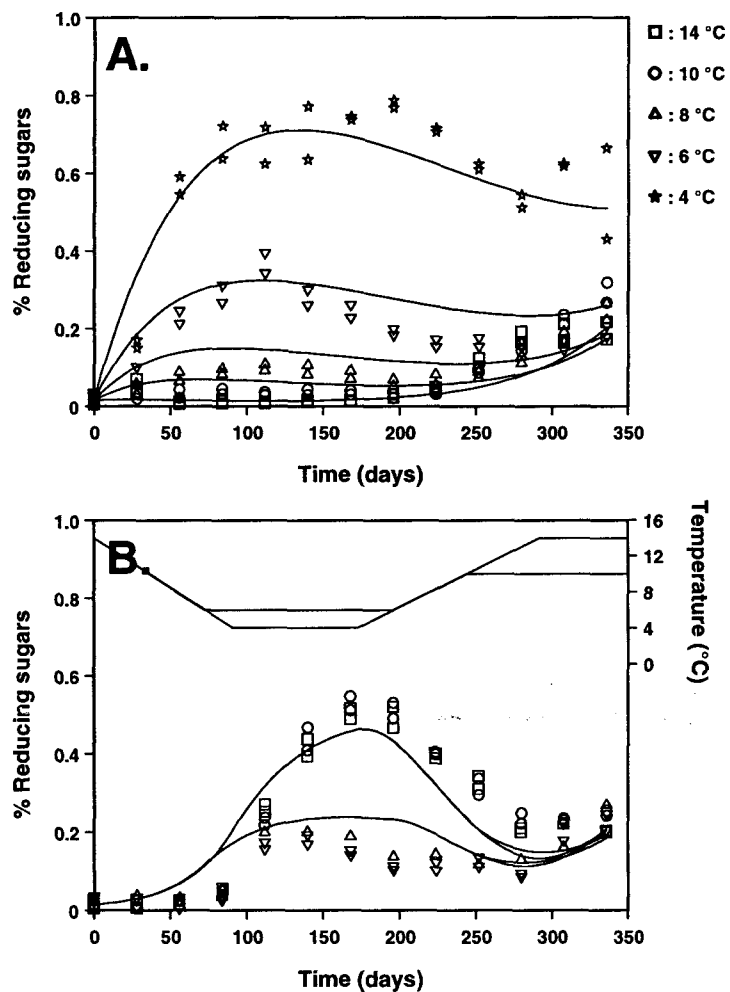 A.
1.0
0.8
0.6
0.4
0.2
0
% Reducing sugars
0 50 100 150 200 250 300 350
Time (days)
: 14 °C
: 10 °C
: 8 °C
: 6 °C
: 4 °C
B.
1.0
0.8
0.6
0.4
0.2
0
% Reducing sugars
16
12
8
4
0
Temperature (°C)
0 50 100 150 200 250 300 350
Time (days)